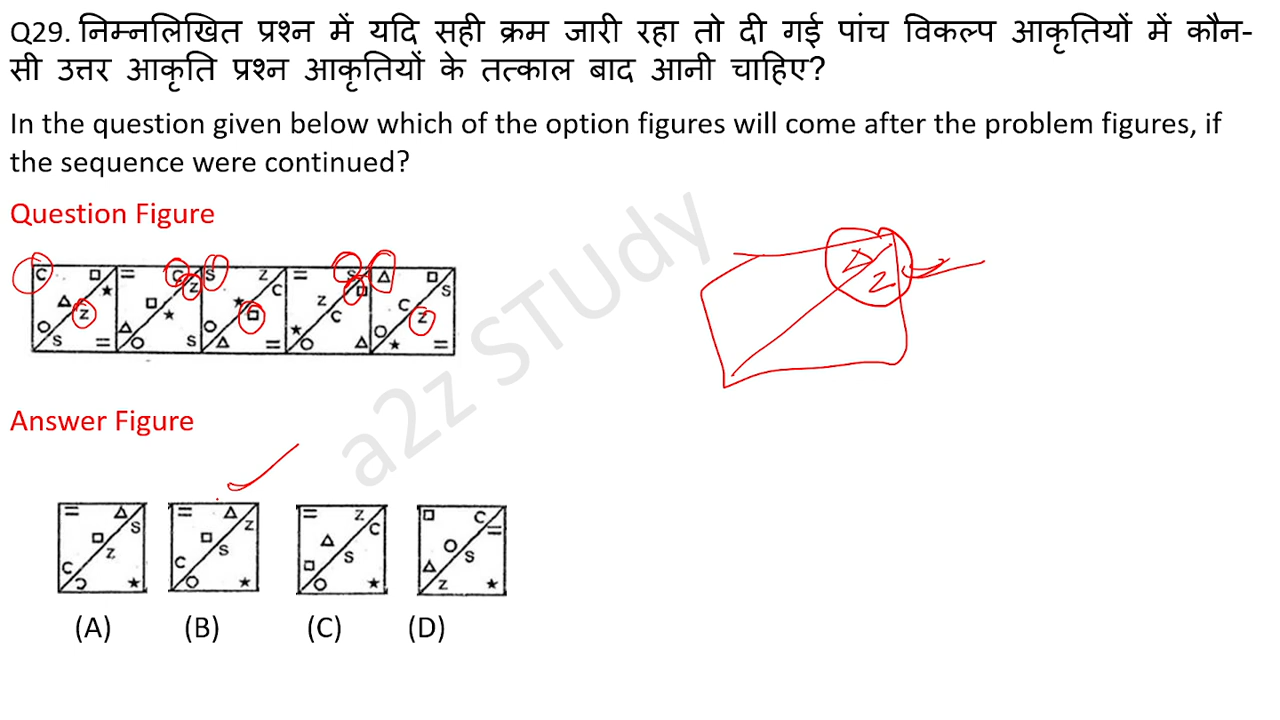 Q29. निम्नलिखित प्रश्न में यदि सही क्रम जारी रहा तो दी गई पांच विकल्प आकृतियों में कौन-
सी उत्तर आकृति प्रश्न आकृतियों के तत्काल बाद आनी चाहिए?
In the question given below which of the option figures will come after the problem figures, if
the sequence were continued?
Question Figure
Answer Figure
(A) (B) (C) (D)
a2z STUdy